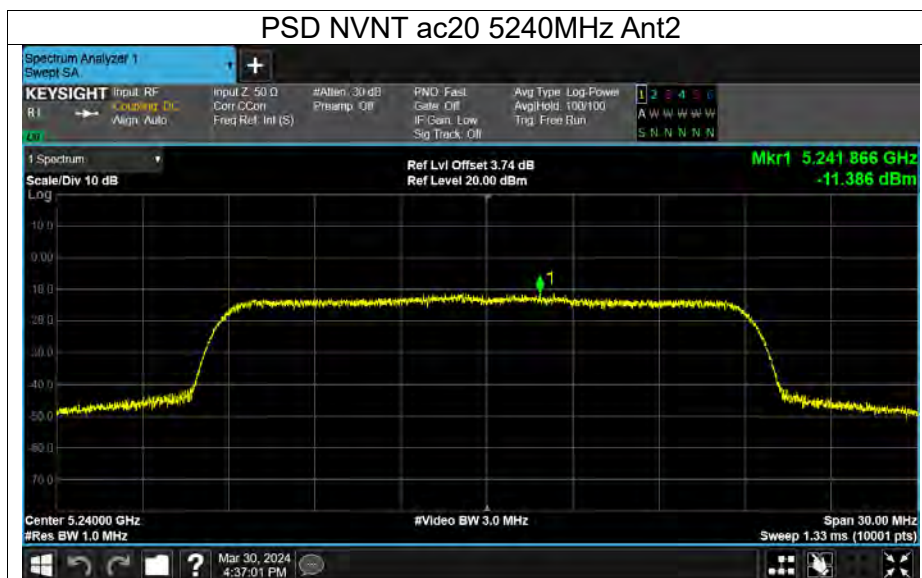 PSD NVNT ac20 5240MHz Ant2
Spectrum Analyzer 1
Swept SA
+
KEYSIGHT Input: RF Input Z: 50 Ω #Atten: 30 dB PNO: Fast Avg Type: Log-Power 1 2 3 4 5 6
R L Coupling: DC Corr CCorr Preamp: Off Gate: Off Avg|Hold: 100/100 A W W W W W
Align: Auto Freq Ref: Int (S) IF Gain: Low Trig: Free Run
Sig Track: Off S N N N N N
1 Spectrum Ref Lvl Offset 3.74 dB Mkr1 5.241 866 GHz
Scale/Div 10 dB Ref Level 20.00 dBm -11.386 dBm
Log
10.0
0.00
1
-10.0
-20.0
-30.0
-40.0
-50.0
-60.0
-70.0
Center 5.24000 GHz #Video BW 3.0 MHz Span 30.00 MHz
#Res BW 1.0 MHz Sweep 1.33 ms (10001 pts)
? Mar 30, 2024
4:37:01 PM